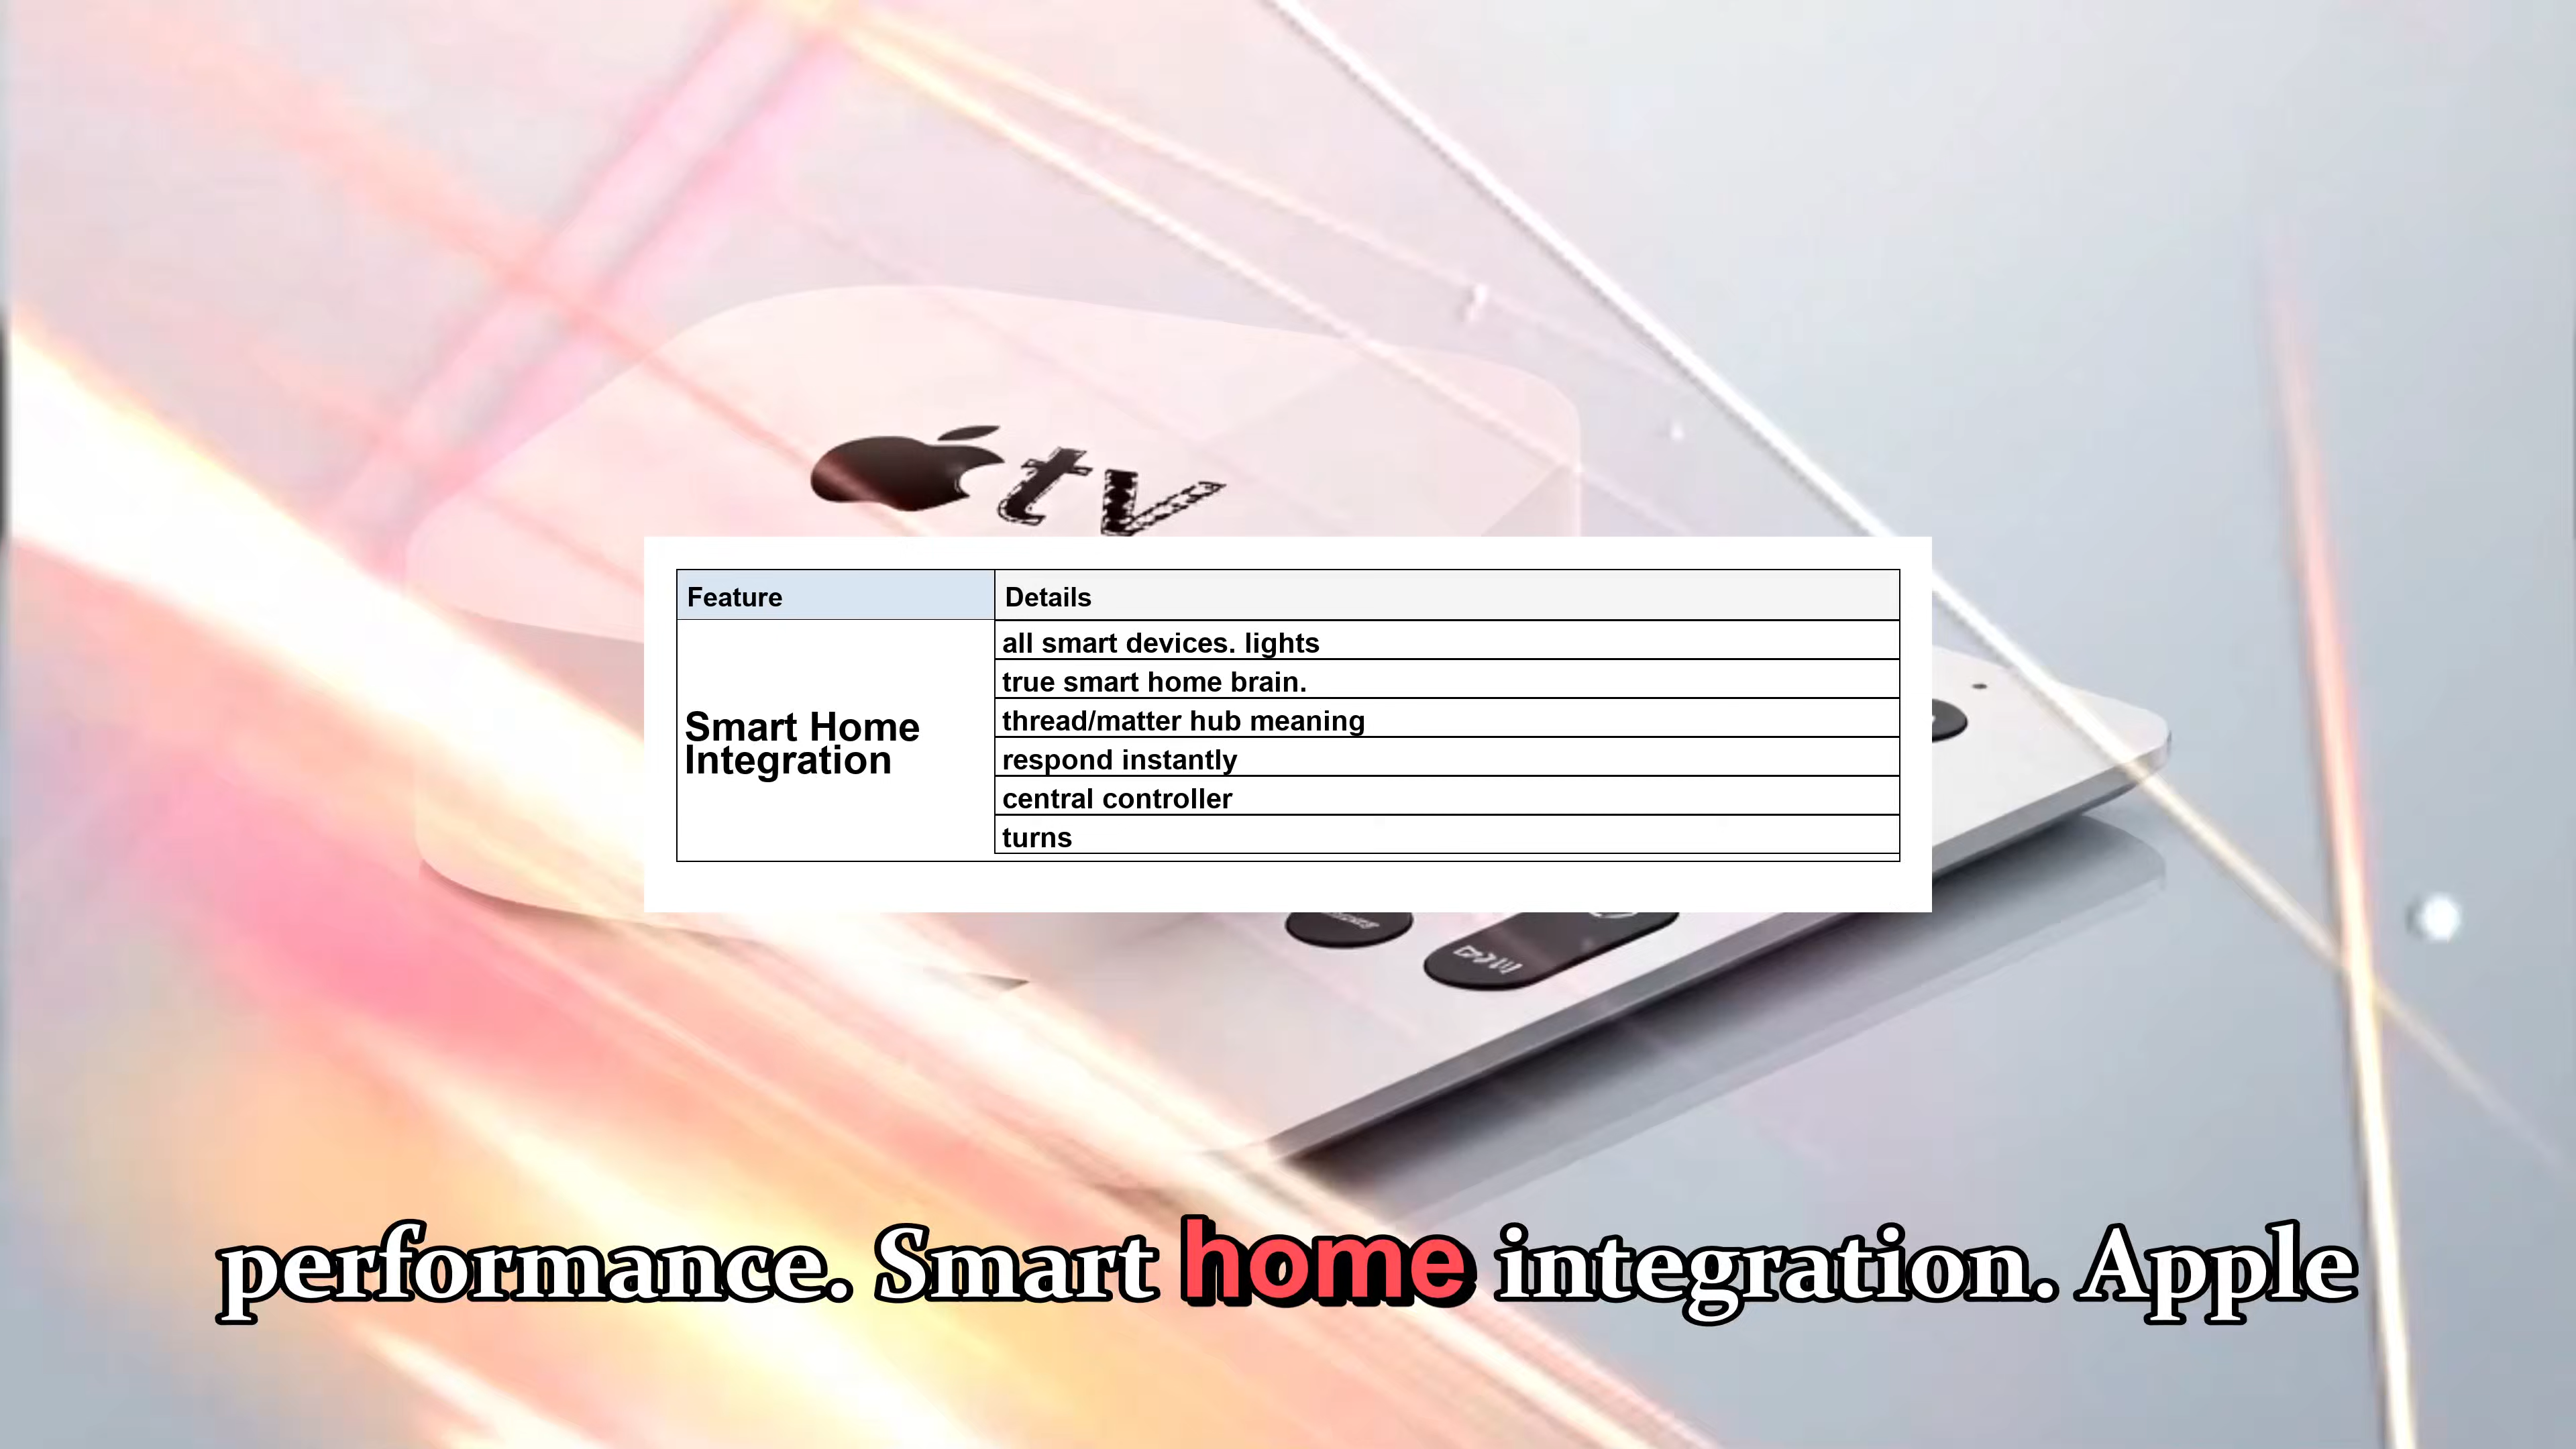 tv
Feature Details
Smart Home
Integration
all smart devices. lights
true smart home brain.
thread/matter hub meaning
respond instantly
central controller
turns
performance. Smart home integration. Apple